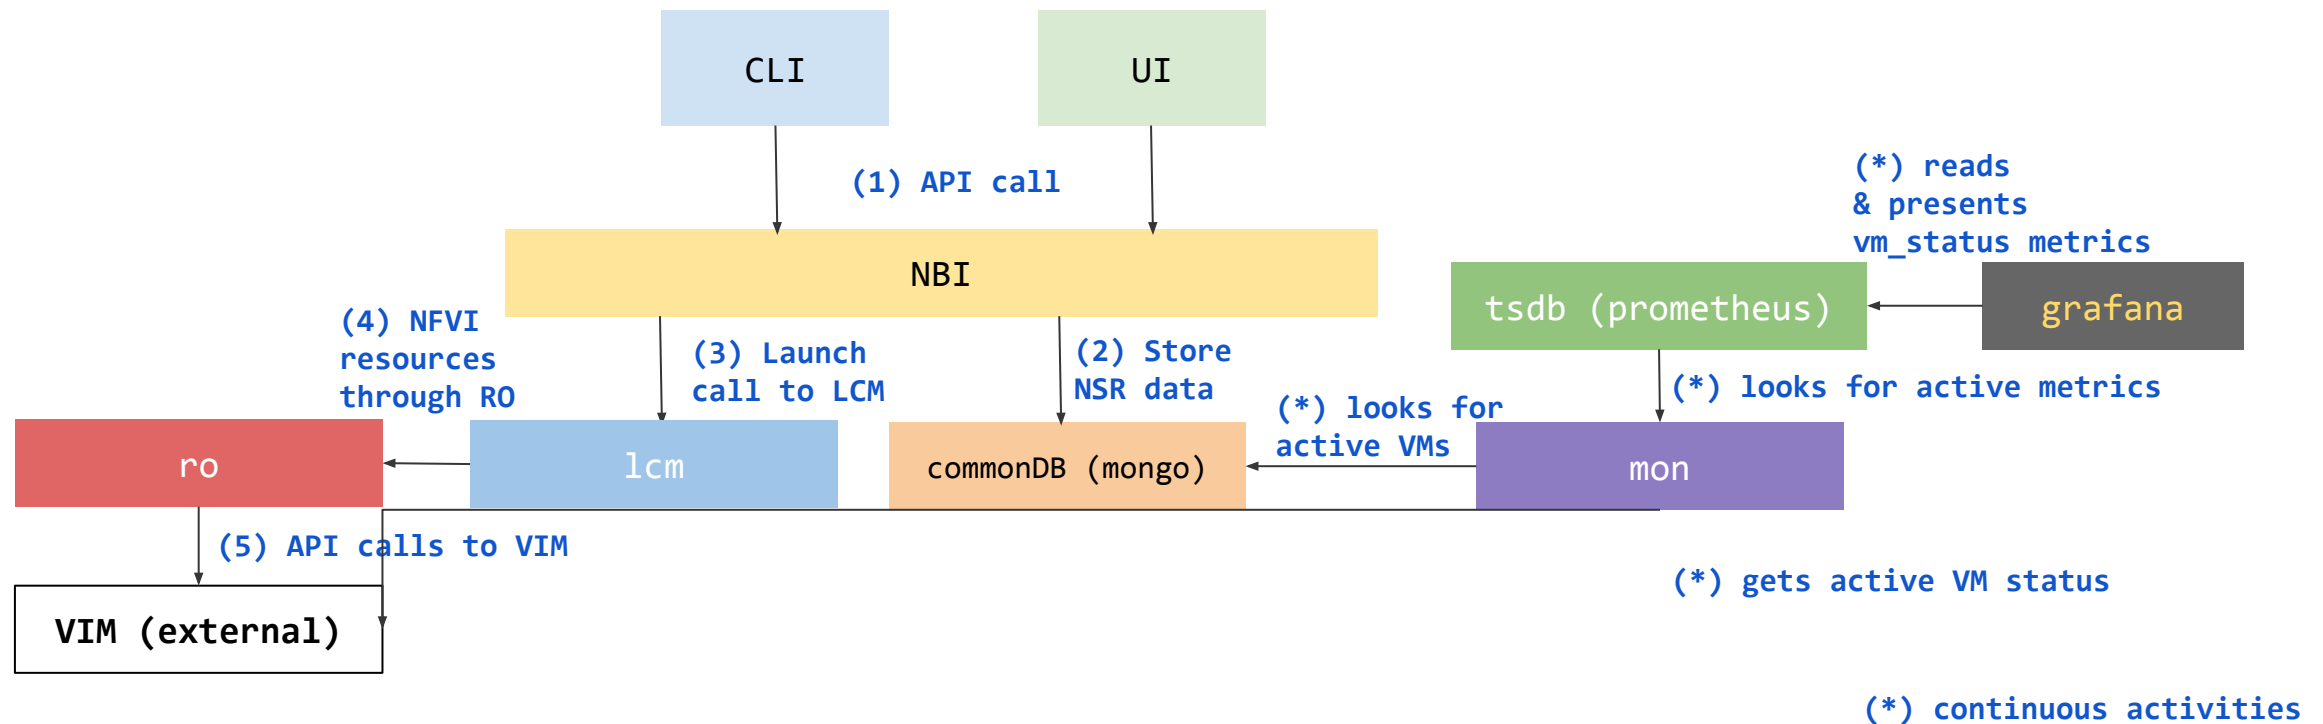 CLI
UI
(1) API call
(*) reads
& presents
vm_status metrics
NBI
tsdb (prometheus)
grafana
(4) NFVI
resources
through RO
(3) Launch
call to LCM
(2) Store
NSR data
(*) looks for active metrics
(*) looks for
active VMs
ro
lcm
commonDB (mongo)
mon
(5) API calls to VIM
(*) gets active VM status
VIM (external)
(*) continuous activities